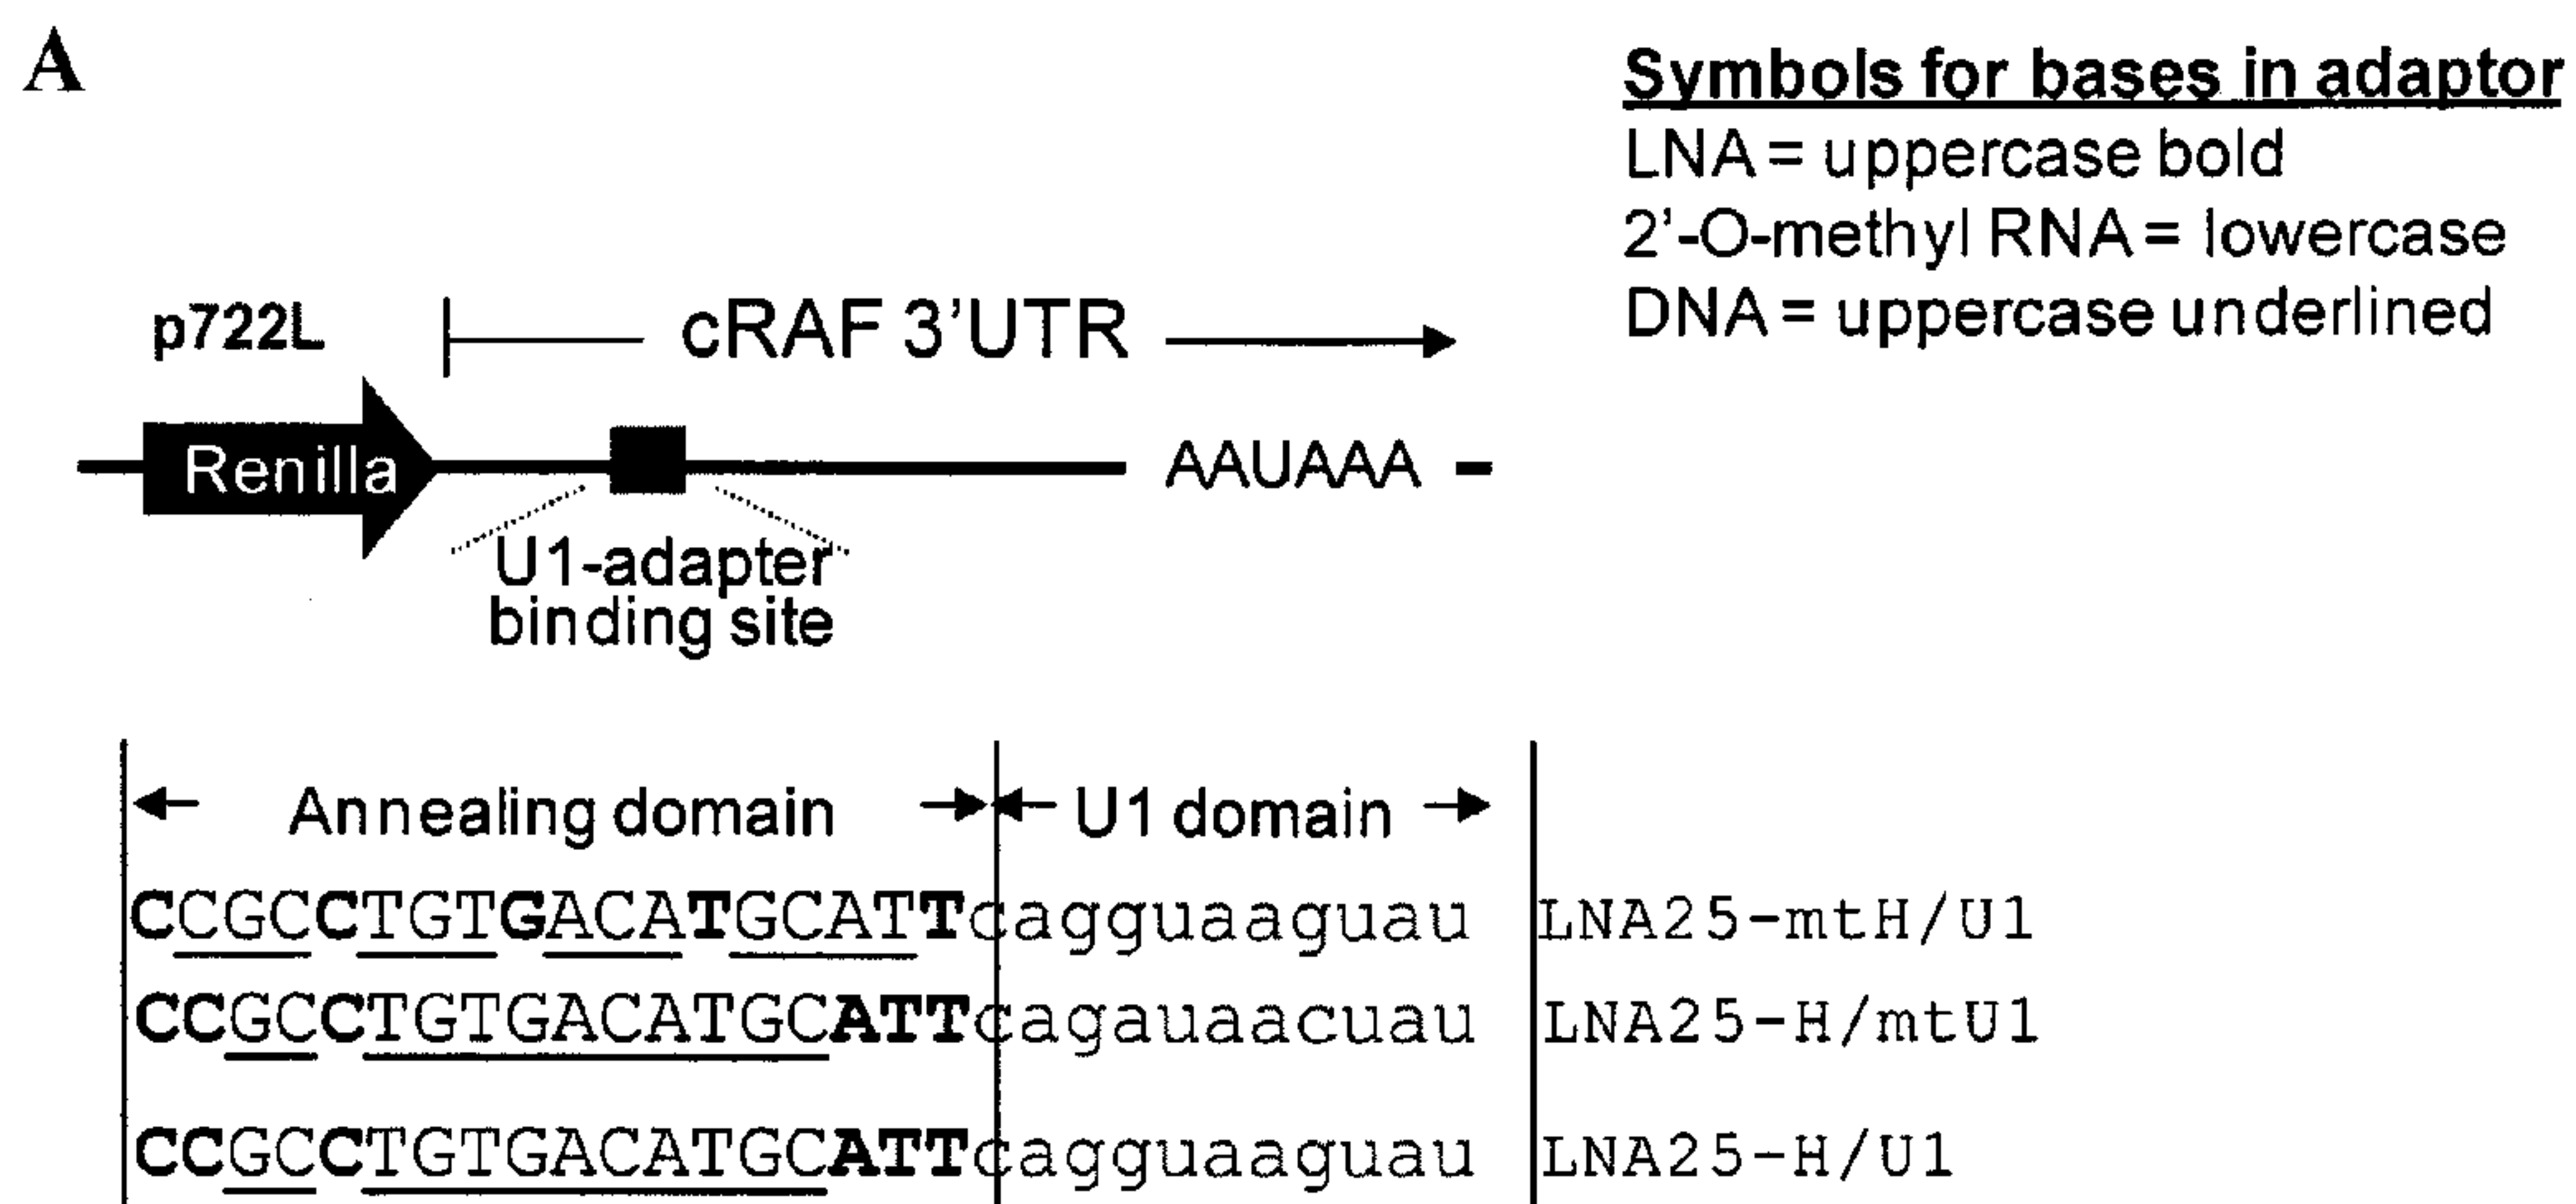 A
Symbols for bases in adaptor
LNA = uppercase bold
2'-O-methyl RNA = lowercase
DNA = uppercase underlined
p722L
cRAF 3'UTR
Renilla
AAUAAA
U1-adapter
binding site
Annealing domain
U1 domain
CCGCCTGTGACATGCATTcagguaaguau LNA25-mtH/U1
CCGCCTGTGACATGCATTcagauaacuau LNA25-H/mtU1
CCGCCTGTGACATGCATTcagguaaguau LNA25-H/U1